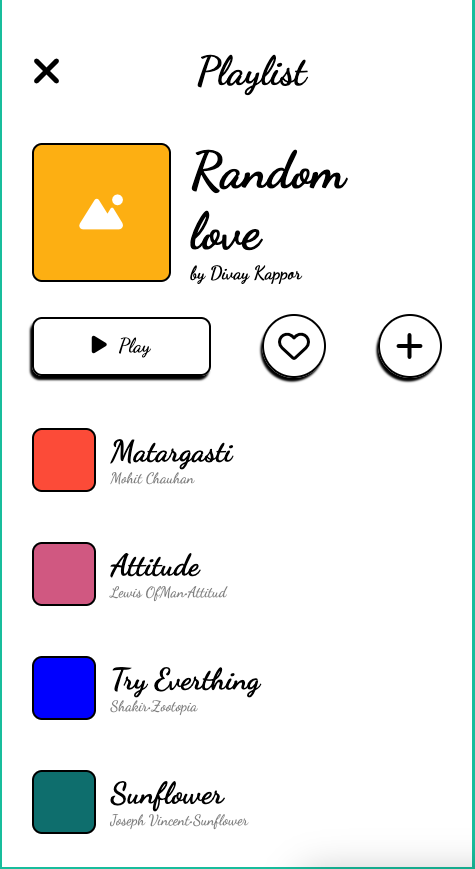 Playlist
Random
love
by Divay Kappor
Play
Matargasti
Mohit Chauhan
Attitude
Lewis OfMan-Attitud
Try Everthing
Shakir-Zootopia
Sunflower
Joseph Vincent-Sunflower